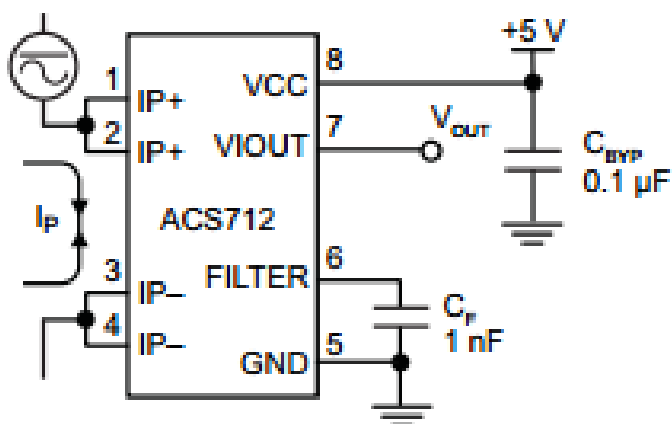 +5 V
1
IP+
2
IP+
VCC
8
VIOUT
7
VOUT
CBYP
0.1 µF
IP
ACS712
3
IP–
4
IP–
FILTER
6
GND
5
CF
1 nF